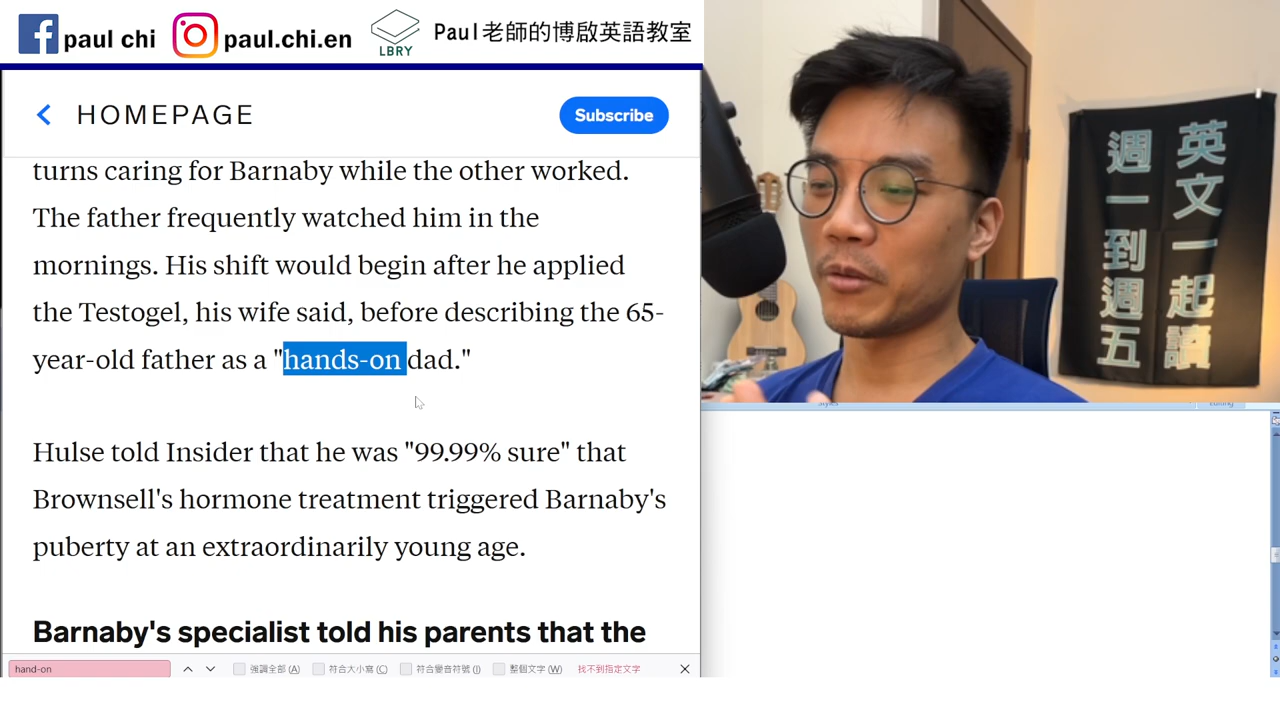 paul chi
paul.chi.en
LBRY
Paul老師的博啟英語教室
HOMEPAGE
Subscribe
turns caring for Barnaby while the other worked.
The father frequently watched him in the
mornings. His shift would begin after he applied
the Testogel, his wife said, before describing the 65-
year-old father as a "hands-on dad."
Hulse told Insider that he was "99.99% sure" that
Brownsell's hormone treatment triggered Barnaby's
puberty at an extraordinarily young age.
Barnaby's specialist told his parents that the
hand-on
強調全部 (A)
符合大小寫 (C)
符合變音符號 (I)
整個文字 (W)
找不到指定文字
英文一起讀
週一到週五